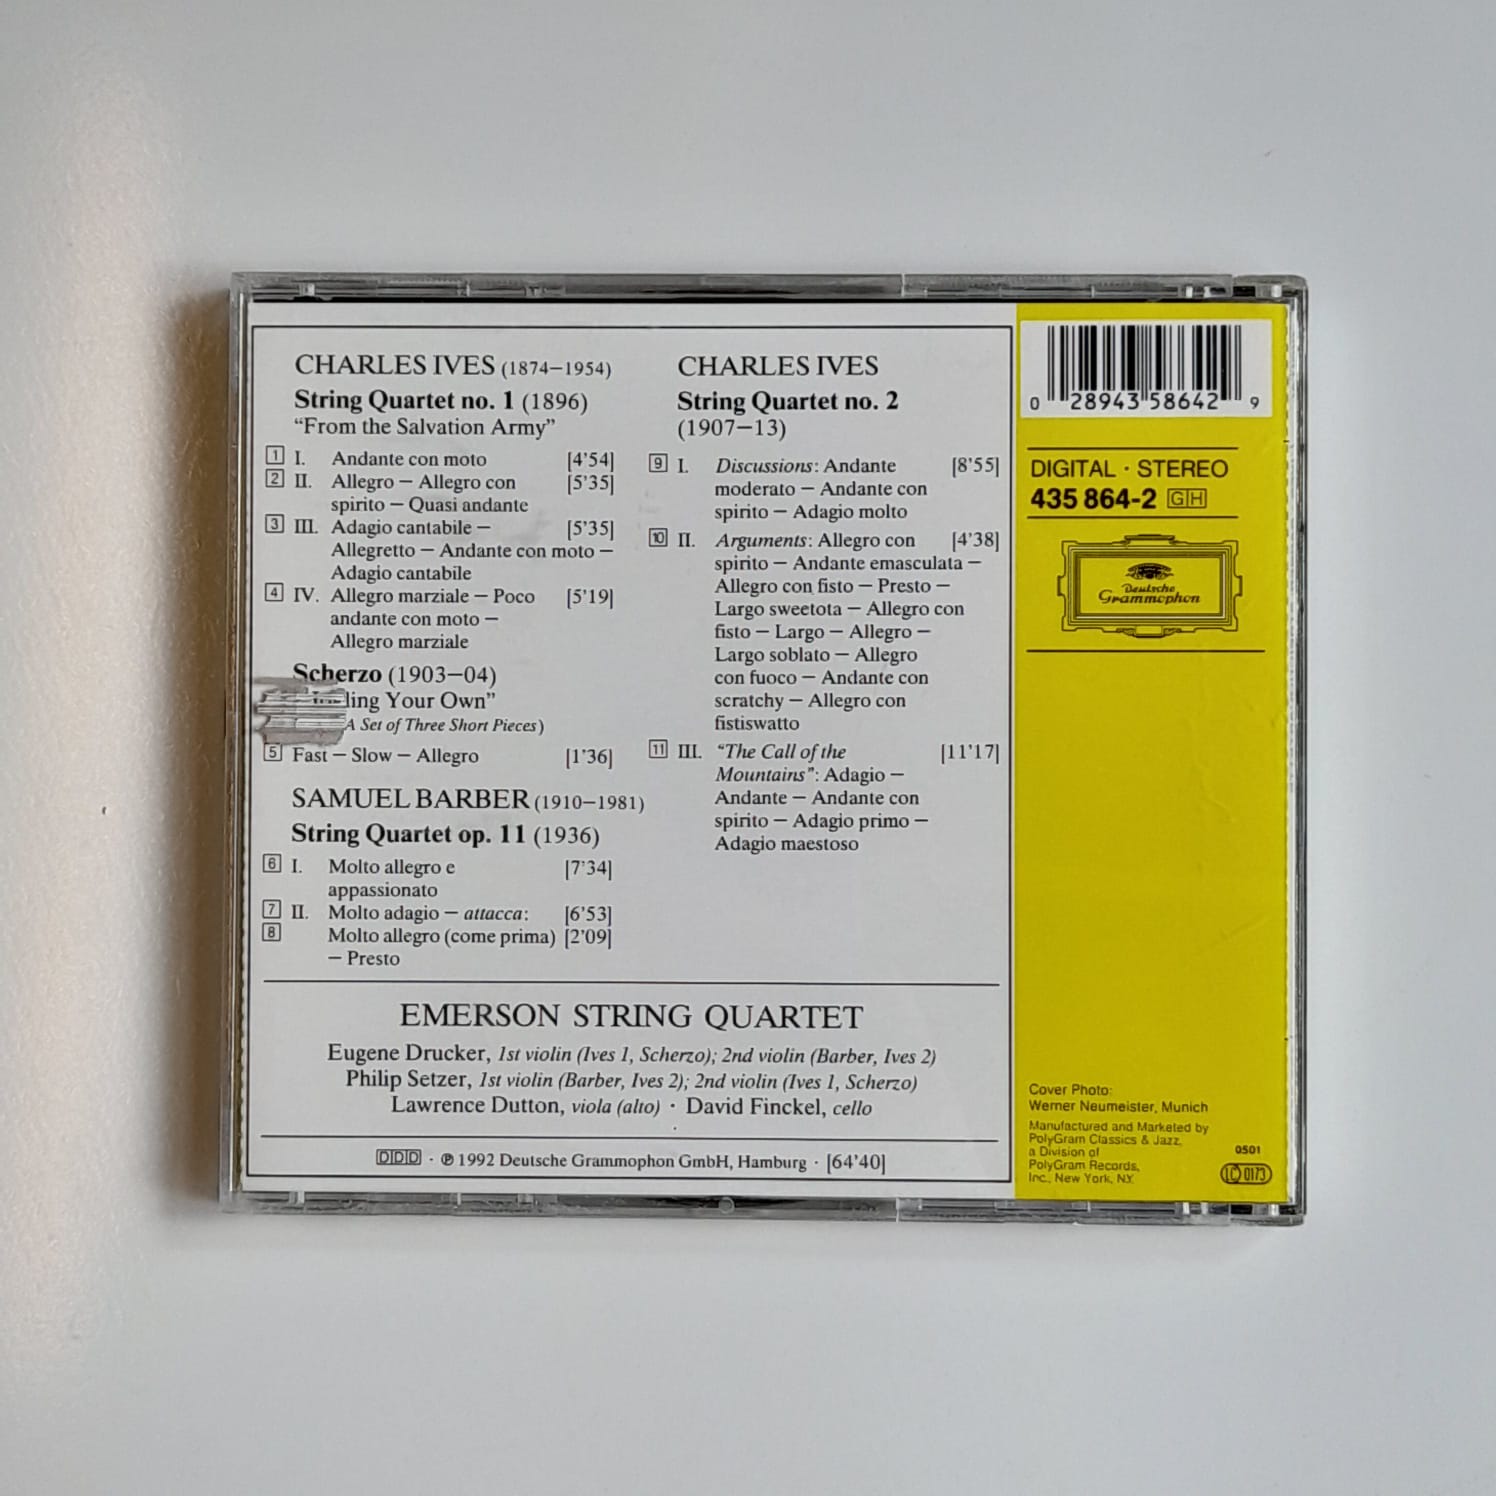 CHARLES IVES (1874–1954)
String Quartet no. 1 (1896)
“From the Salvation Army”
1 I. Andante con moto [4’54]
2 II. Allegro – Allegro con [5’35]
spirito – Quasi andante
3 III. Adagio cantabile – [5’35]
Allegretto – Andante con moto –
Adagio cantabile
4 IV. Allegro marziale – Poco [5’19]
andante con moto –
Allegro marziale
Scherzo (1903–04)
Your Own”
A Set of Three Short Pieces)
5 Fast – Slow – Allegro [1’36]
SAMUEL BARBER (1910–1981)
String Quartet op. 11 (1936)
6 I. Molto allegro e [7’34]
appassionato
7 II. Molto adagio – attacca: [6’53]
8 Molto allegro (come prima) [2’09]
– Presto
CHARLES IVES
String Quartet no. 2
(1907–13)
9 I. Discussions: Andante [8’55]
moderato – Andante con
spirito – Adagio molto
10 II. Arguments: Allegro con [4’38]
spirito – Andante emasculata –
Allegro con fisto – Presto –
Largo sweetota – Allegro con
fisto – Largo – Allegro –
Largo soblato – Allegro
con fuoco – Andante con
scratchy – Allegro con
fistiswatto
11 III. “The Call of the [11’17]
Mountains”: Adagio –
Andante – Andante con
spirito – Adagio primo –
Adagio maestoso
EMERSON STRING QUARTET
Eugene Drucker, 1st violin (Ives 1, Scherzo); 2nd violin (Barber, Ives 2)
Philip Setzer, 1st violin (Barber, Ives 2); 2nd violin (Ives 1, Scherzo)
Lawrence Dutton, viola (alto) · David Finckel, cello
DDD · ℗ 1992 Deutsche Grammophon GmbH, Hamburg · [64’40]
0 28943 58642 9
DIGITAL · STEREO
435 864-2 GH
Deutsche
Grammophon
Cover Photo:
Werner Neumeister, Munich
Manufactured and Marketed by
PolyGram Classics & Jazz,
a Division of
PolyGram Records,
Inc., New York, N.Y.
0501
LC 0173